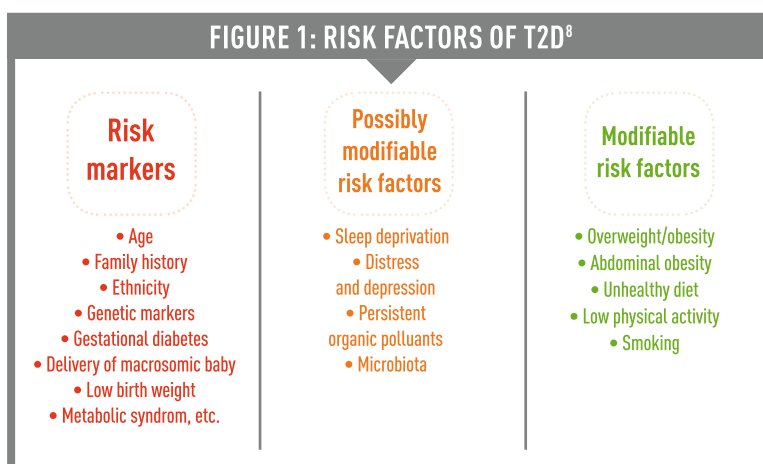 FIGURE 1: RISK FACTORS OF T2D⁸
Risk
markers
• Age
• Family history
• Ethnicity
• Genetic markers
• Gestational diabetes
• Delivery of macrosomic baby
• Low birth weight
• Metabolic syndrom, etc.
Possibly
modifiable
risk factors
• Sleep deprivation
• Distress
and depression
• Persistent
organic polluants
• Microbiota
Modifiable
risk factors
• Overweight/obesity
• Abdominal obesity
• Unhealthy diet
• Low physical activity
• Smoking